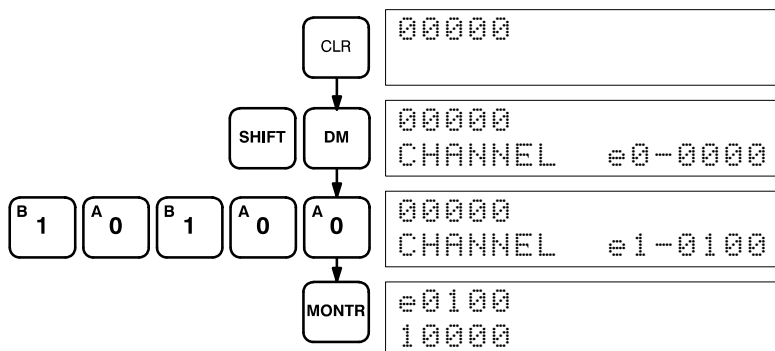 CLR
00000
SHIFT DM
00000
CHANNEL e0-0000
B 1 A 0 B 1 A 0 A 0
00000
CHANNEL e1-0100
MONTR
e0100
10000